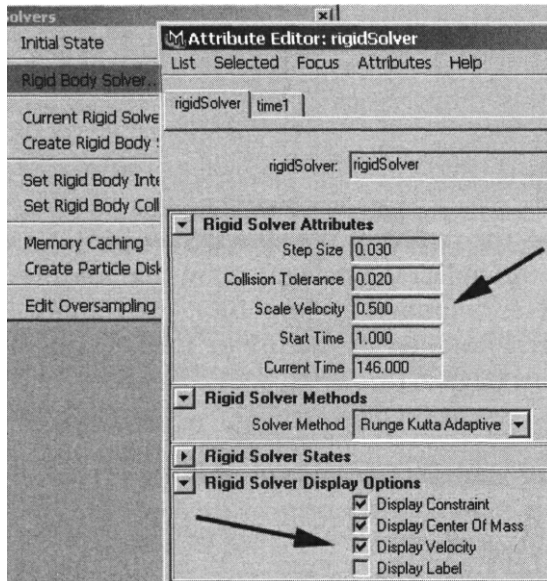 olvers
Initial State
Rigid Body Solver...
Current Rigid Solve
Create Rigid Body
Set Rigid Body Inte
Set Rigid Body Coll
Memory Caching
Create Particle Disk
Edit Oversampling
Attribute Editor: rigidSolver
List Selected Focus Attributes Help
rigidSolver time1
rigidSolver: rigidSolver
Rigid Solver Attributes
Step Size 0.030
Collision Tolerance 0.020
Scale Velocity 0.500
Start Time 1.000
Current Time 146.000
Rigid Solver Methods
Solver Method Runge Kutta Adaptive
Rigid Solver States
Rigid Solver Display Options
Display Constraint
Display Center Of Mass
Display Velocity
Display Label